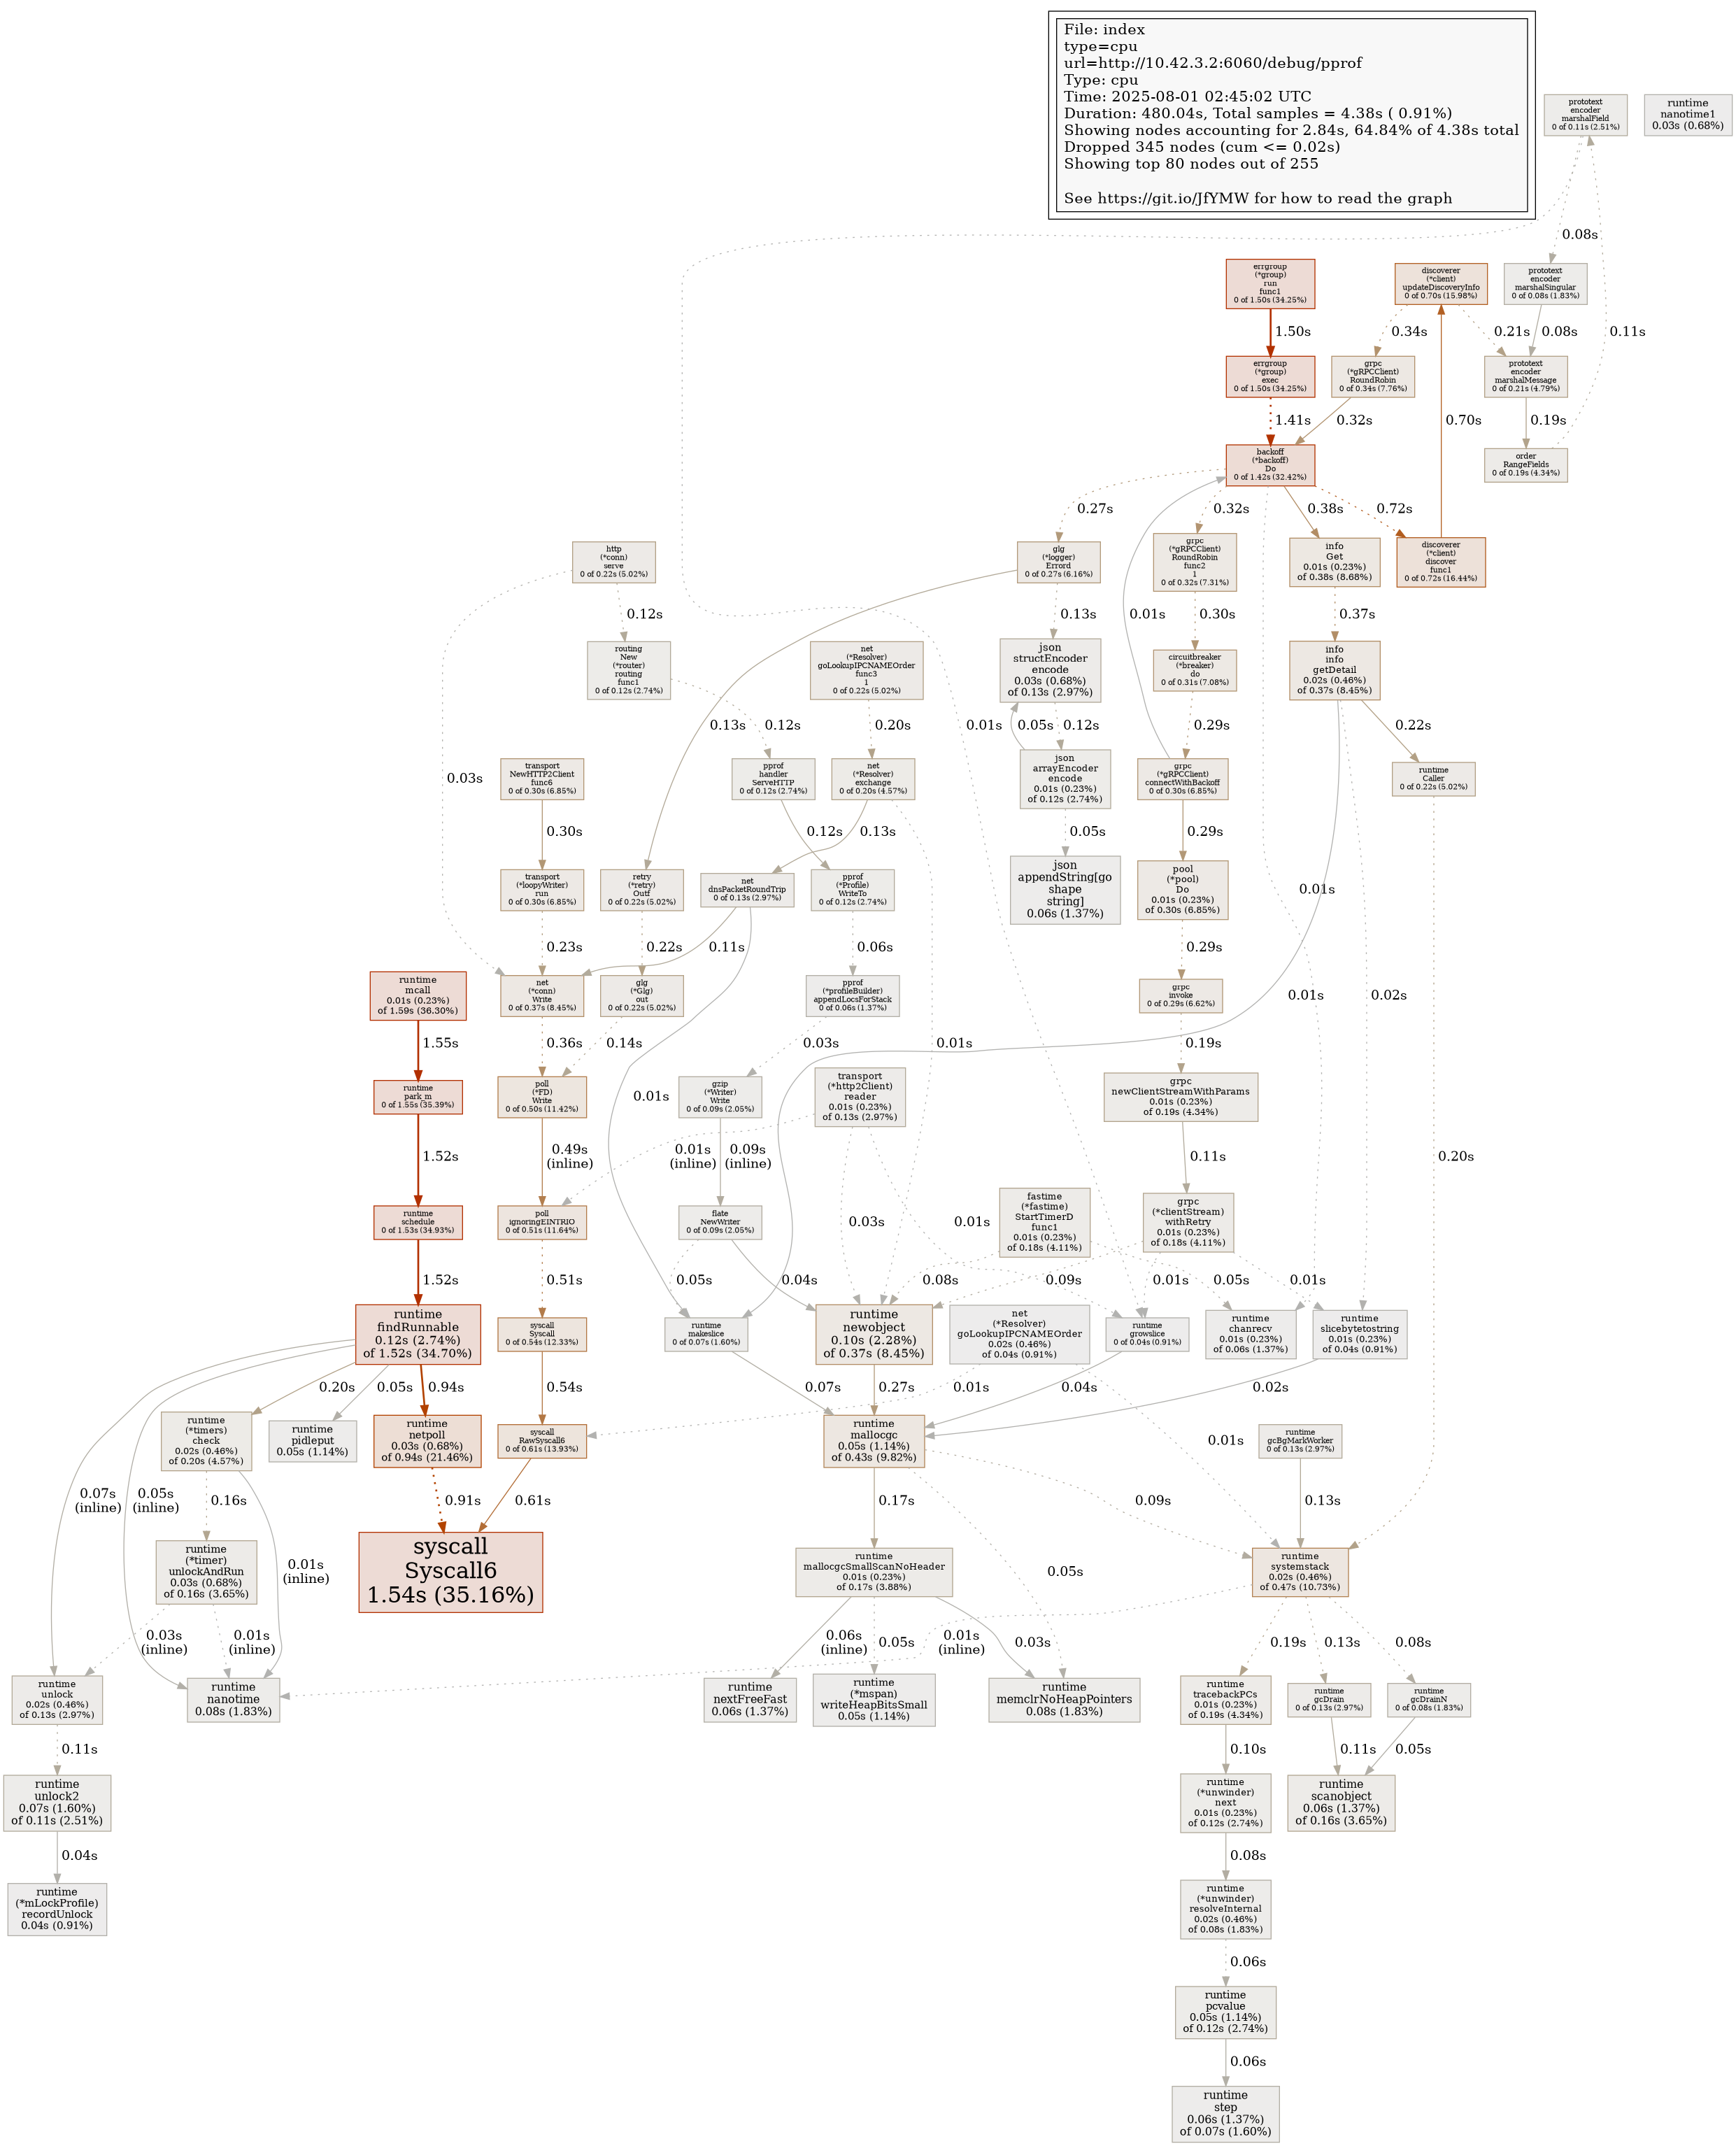 File: index
type=cpu
url=http://10.42.3.2:6060/debug/pprof
Type: cpu
Time: 2025-08-01 02:45:02 UTC
Duration: 480.04s, Total samples = 4.38s ( 0.91%)
Showing nodes accounting for 2.84s, 64.84% of 4.38s total
Dropped 345 nodes (cum <= 0.02s)
Showing top 80 nodes out of 255
See https://git.io/JfYMW for how to read the graph
prototext
encoder
marshalField
0 of 0.11s (2.51%)
runtime
nanotime1
0.03s (0.68%)
0.08s
errgroup
(*group)
run
func1
0 of 1.50s (34.25%)
discoverer
(*client)
updateDiscoveryInfo
0 of 0.70s (15.98%)
prototext
encoder
marshalSingular
0 of 0.08s (1.83%)
1.50s
0.34s
0.21s
0.08s
0.11s
errgroup
(*group)
exec
0 of 1.50s (34.25%)
grpc
(*gRPCClient)
RoundRobin
0 of 0.34s (7.76%)
prototext
encoder
marshalMessage
0 of 0.21s (4.79%)
1.41s
0.32s
0.70s
0.19s
backoff
(*backoff)
Do
0 of 1.42s (32.42%)
order
RangeFields
0 of 0.19s (4.34%)
0.27s
0.32s
0.38s
0.72s
http
(*conn)
serve
0 of 0.22s (5.02%)
glg
(*logger)
Errord
0 of 0.27s (6.16%)
grpc
(*gRPCClient)
RoundRobin
func2
1
0 of 0.32s (7.31%)
info
Get
0.01s (0.23%)
of 0.38s (8.68%)
discoverer
(*client)
discover
func1
0 of 0.72s (16.44%)
0.12s
0.13s
0.01s
0.30s
0.37s
routing
New
(*router)
routing
func1
0 of 0.12s (2.74%)
net
(*Resolver)
goLookupIPCNAMEOrder
func3
1
0 of 0.22s (5.02%)
json
structEncoder
encode
0.03s (0.68%)
of 0.13s (2.97%)
circuitbreaker
(*breaker)
do
0 of 0.31s (7.08%)
info
info
getDetail
0.02s (0.46%)
of 0.37s (8.45%)
0.13s
0.12s
0.20s
0.01s
0.05s
0.12s
0.29s
0.22s
0.03s
transport
NewHTTP2Client
func6
0 of 0.30s (6.85%)
pprof
handler
ServeHTTP
0 of 0.12s (2.74%)
net
(*Resolver)
exchange
0 of 0.20s (4.57%)
json
arrayEncoder
encode
0.01s (0.23%)
of 0.12s (2.74%)
grpc
(*gRPCClient)
connectWithBackoff
0 of 0.30s (6.85%)
runtime
Caller
0 of 0.22s (5.02%)
0.30s
0.12s
0.13s
0.05s
0.29s
transport
(*loopyWriter)
run
0 of 0.30s (6.85%)
retry
(*retry)
Outf
0 of 0.22s (5.02%)
net
dnsPacketRoundTrip
0 of 0.13s (2.97%)
pprof
(*Profile)
WriteTo
0 of 0.12s (2.74%)
json
appendString[go
shape
string]
0.06s (1.37%)
pool
(*pool)
Do
0.01s (0.23%)
of 0.30s (6.85%)
0.01s
0.23s
0.22s
0.11s
0.06s
0.29s
runtime
mcall
0.01s (0.23%)
of 1.59s (36.30%)
net
(*conn)
Write
0 of 0.37s (8.45%)
glg
(*Glg)
out
0 of 0.22s (5.02%)
pprof
(*profileBuilder)
appendLocsForStack
0 of 0.06s (1.37%)
grpc
invoke
0 of 0.29s (6.62%)
0.01s
0.02s
1.55s
0.36s
0.14s
0.03s
0.01s
0.19s
runtime
park_m
0 of 1.55s (35.39%)
poll
(*FD)
Write
0 of 0.50s (11.42%)
gzip
(*Writer)
Write
0 of 0.09s (2.05%)
transport
(*http2Client)
reader
0.01s (0.23%)
of 0.13s (2.97%)
grpc
newClientStreamWithParams
0.01s (0.23%)
of 0.19s (4.34%)
0.01s
1.52s
0.49s
(inline)
0.01s
(inline)
0.09s
(inline)
0.11s
0.20s
runtime
schedule
0 of 1.53s (34.93%)
poll
ignoringEINTRIO
0 of 0.51s (11.64%)
flate
NewWriter
0 of 0.09s (2.05%)
fastime
(*fastime)
StartTimerD
func1
0.01s (0.23%)
of 0.18s (4.11%)
grpc
(*clientStream)
withRetry
0.01s (0.23%)
of 0.18s (4.11%)
0.03s
0.01s
1.52s
0.51s
0.05s
0.04s
0.08s
0.09s
0.01s
0.05s
0.01s
runtime
findRunnable
0.12s (2.74%)
of 1.52s (34.70%)
syscall
Syscall
0 of 0.54s (12.33%)
runtime
makeslice
0 of 0.07s (1.60%)
runtime
newobject
0.10s (2.28%)
of 0.37s (8.45%)
net
(*Resolver)
goLookupIPCNAMEOrder
0.02s (0.46%)
of 0.04s (0.91%)
runtime
growslice
0 of 0.04s (0.91%)
runtime
chanrecv
0.01s (0.23%)
of 0.06s (1.37%)
runtime
slicebytetostring
0.01s (0.23%)
of 0.04s (0.91%)
0.20s
0.05s
0.94s
0.54s
0.07s
0.27s
0.01s
0.04s
0.02s
runtime
(*timers)
check
0.02s (0.46%)
of 0.20s (4.57%)
runtime
pidleput
0.05s (1.14%)
runtime
netpoll
0.03s (0.68%)
of 0.94s (21.46%)
syscall
RawSyscall6
0 of 0.61s (13.93%)
runtime
mallocgc
0.05s (1.14%)
of 0.43s (9.82%)
0.01s
runtime
gcBgMarkWorker
0 of 0.13s (2.97%)
0.07s
(inline)
0.05s
(inline)
0.16s
0.91s
0.61s
0.17s
0.09s
0.13s
runtime
(*timer)
unlockAndRun
0.03s (0.68%)
of 0.16s (3.65%)
0.01s
(inline)
syscall
Syscall6
1.54s (35.16%)
runtime
mallocgcSmallScanNoHeader
0.01s (0.23%)
of 0.17s (3.88%)
0.05s
runtime
systemstack
0.02s (0.46%)
of 0.47s (10.73%)
0.03s
(inline)
0.01s
(inline)
0.06s
(inline)
0.05s
0.01s
(inline)
0.03s
0.19s
0.13s
0.08s
runtime
unlock
0.02s (0.46%)
of 0.13s (2.97%)
runtime
nanotime
0.08s (1.83%)
runtime
nextFreeFast
0.06s (1.37%)
runtime
(*mspan)
writeHeapBitsSmall
0.05s (1.14%)
runtime
memclrNoHeapPointers
0.08s (1.83%)
runtime
tracebackPCs
0.01s (0.23%)
of 0.19s (4.34%)
runtime
gcDrain
0 of 0.13s (2.97%)
runtime
gcDrainN
0 of 0.08s (1.83%)
0.11s
0.10s
0.11s
0.05s
runtime
unlock2
0.07s (1.60%)
of 0.11s (2.51%)
runtime
(*unwinder)
next
0.01s (0.23%)
of 0.12s (2.74%)
runtime
scanobject
0.06s (1.37%)
of 0.16s (3.65%)
0.04s
0.08s
runtime
(*mLockProfile)
recordUnlock
0.04s (0.91%)
runtime
(*unwinder)
resolveInternal
0.02s (0.46%)
of 0.08s (1.83%)
0.06s
runtime
pcvalue
0.05s (1.14%)
of 0.12s (2.74%)
0.06s
runtime
step
0.06s (1.37%)
of 0.07s (1.60%)